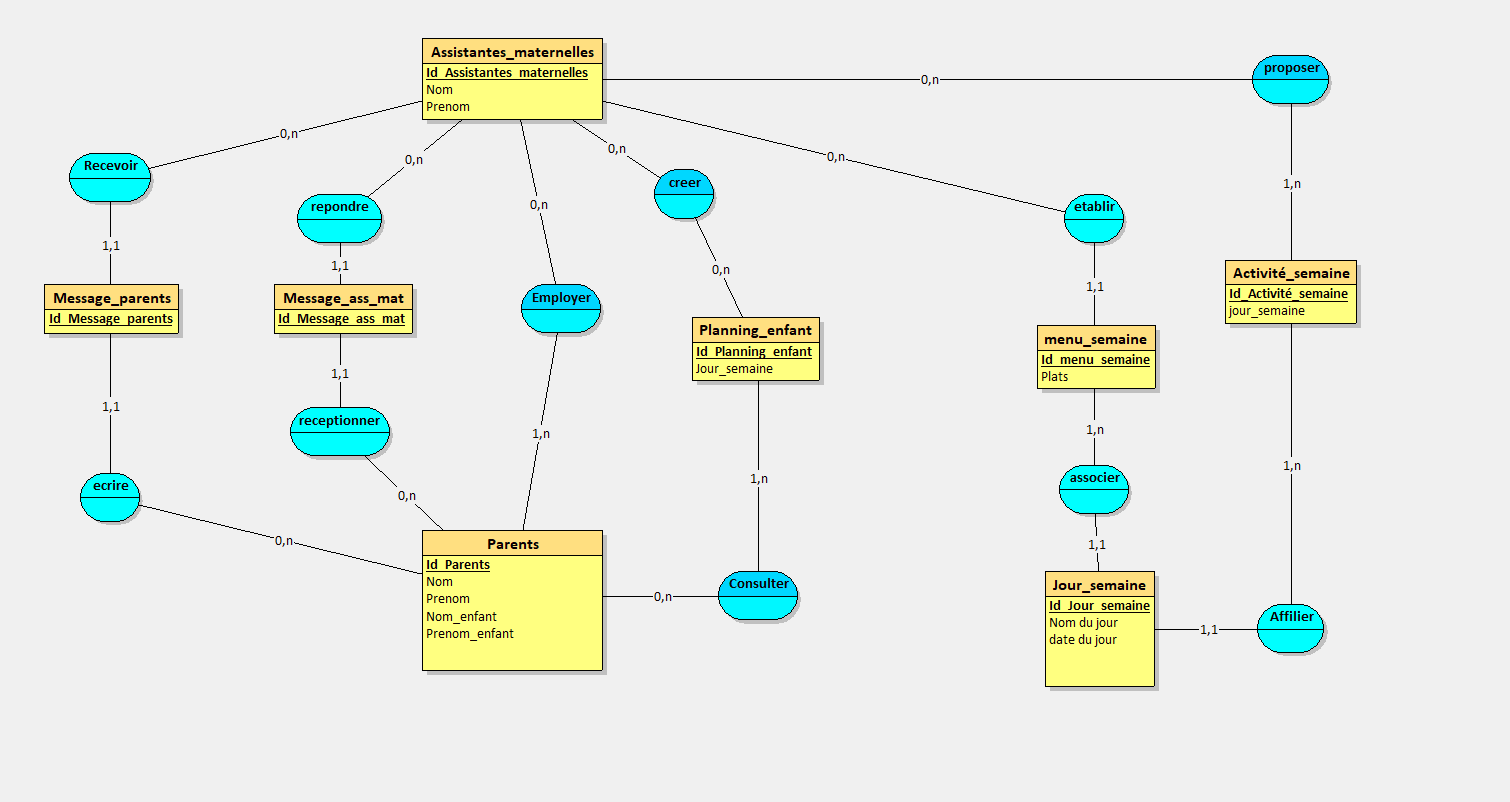 Assistantes_maternelles
Id_Assistantes_maternelles
Nom
Prenom
0,n
proposer
0,n
0,n
0,n
0,n
0,n
Recevoir
creer
1,n
repondre
0,n
etablir
1,1
1,1
0,n
1,1
Message_parents
Id_Message_parents
Message_ass_mat
Id_Message_ass_mat
Employer
Planning_enfant
Id_Planning_enfant
Jour_semaine
menu_semaine
Id_menu_semaine
Plats
Activité_semaine
Id_Activité_semaine
jour_semaine
1,1
1,1
receptionner
1,n
1,n
1,n
1,n
associer
ecrire
0,n
0,n
1,1
Parents
Id_Parents
Nom
Prenom
Nom_enfant
Prenom_enfant
0,n
Consulter
Jour_semaine
Id_Jour_semaine
Nom du jour
date du jour
1,1
Affilier